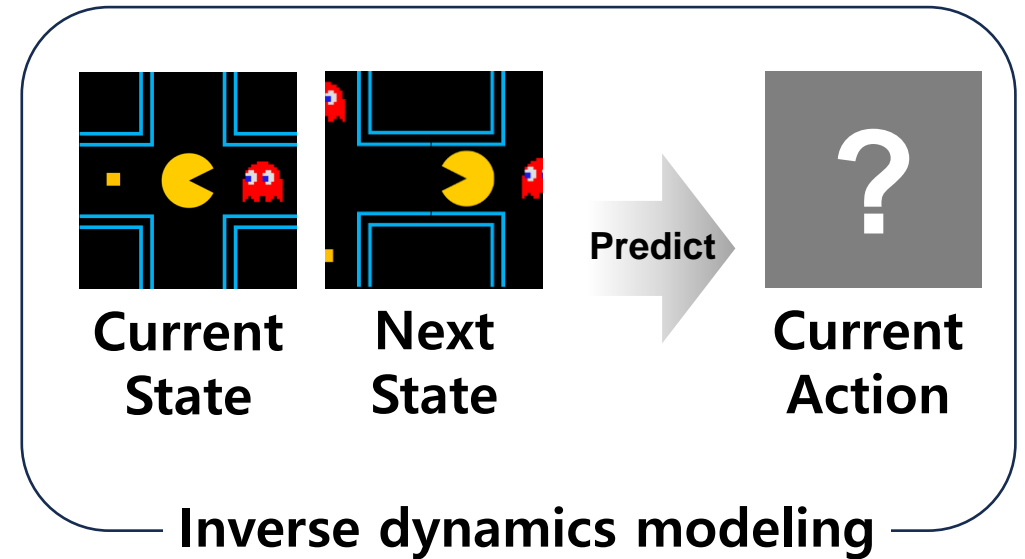 ?
Predict
Current
State
Next
State
Current
Action
Inverse dynamics modeling